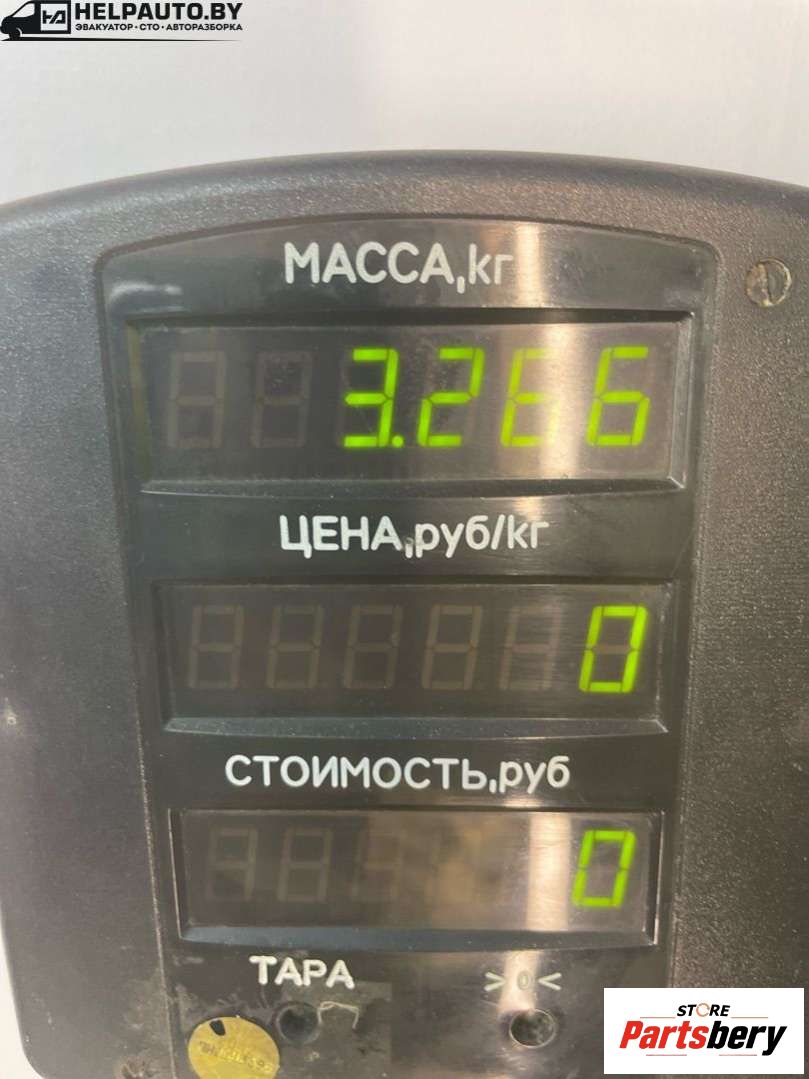 HELPAUTO.BY
ЭВАКУАТОР • СТО • АВТОРАЗБОРКА
МАССА,кг
3.266
ЦЕНА,руб/кг
0
СТОИМОСТЬ,руб
0
ТАРА >0<
STORE
Partsbery